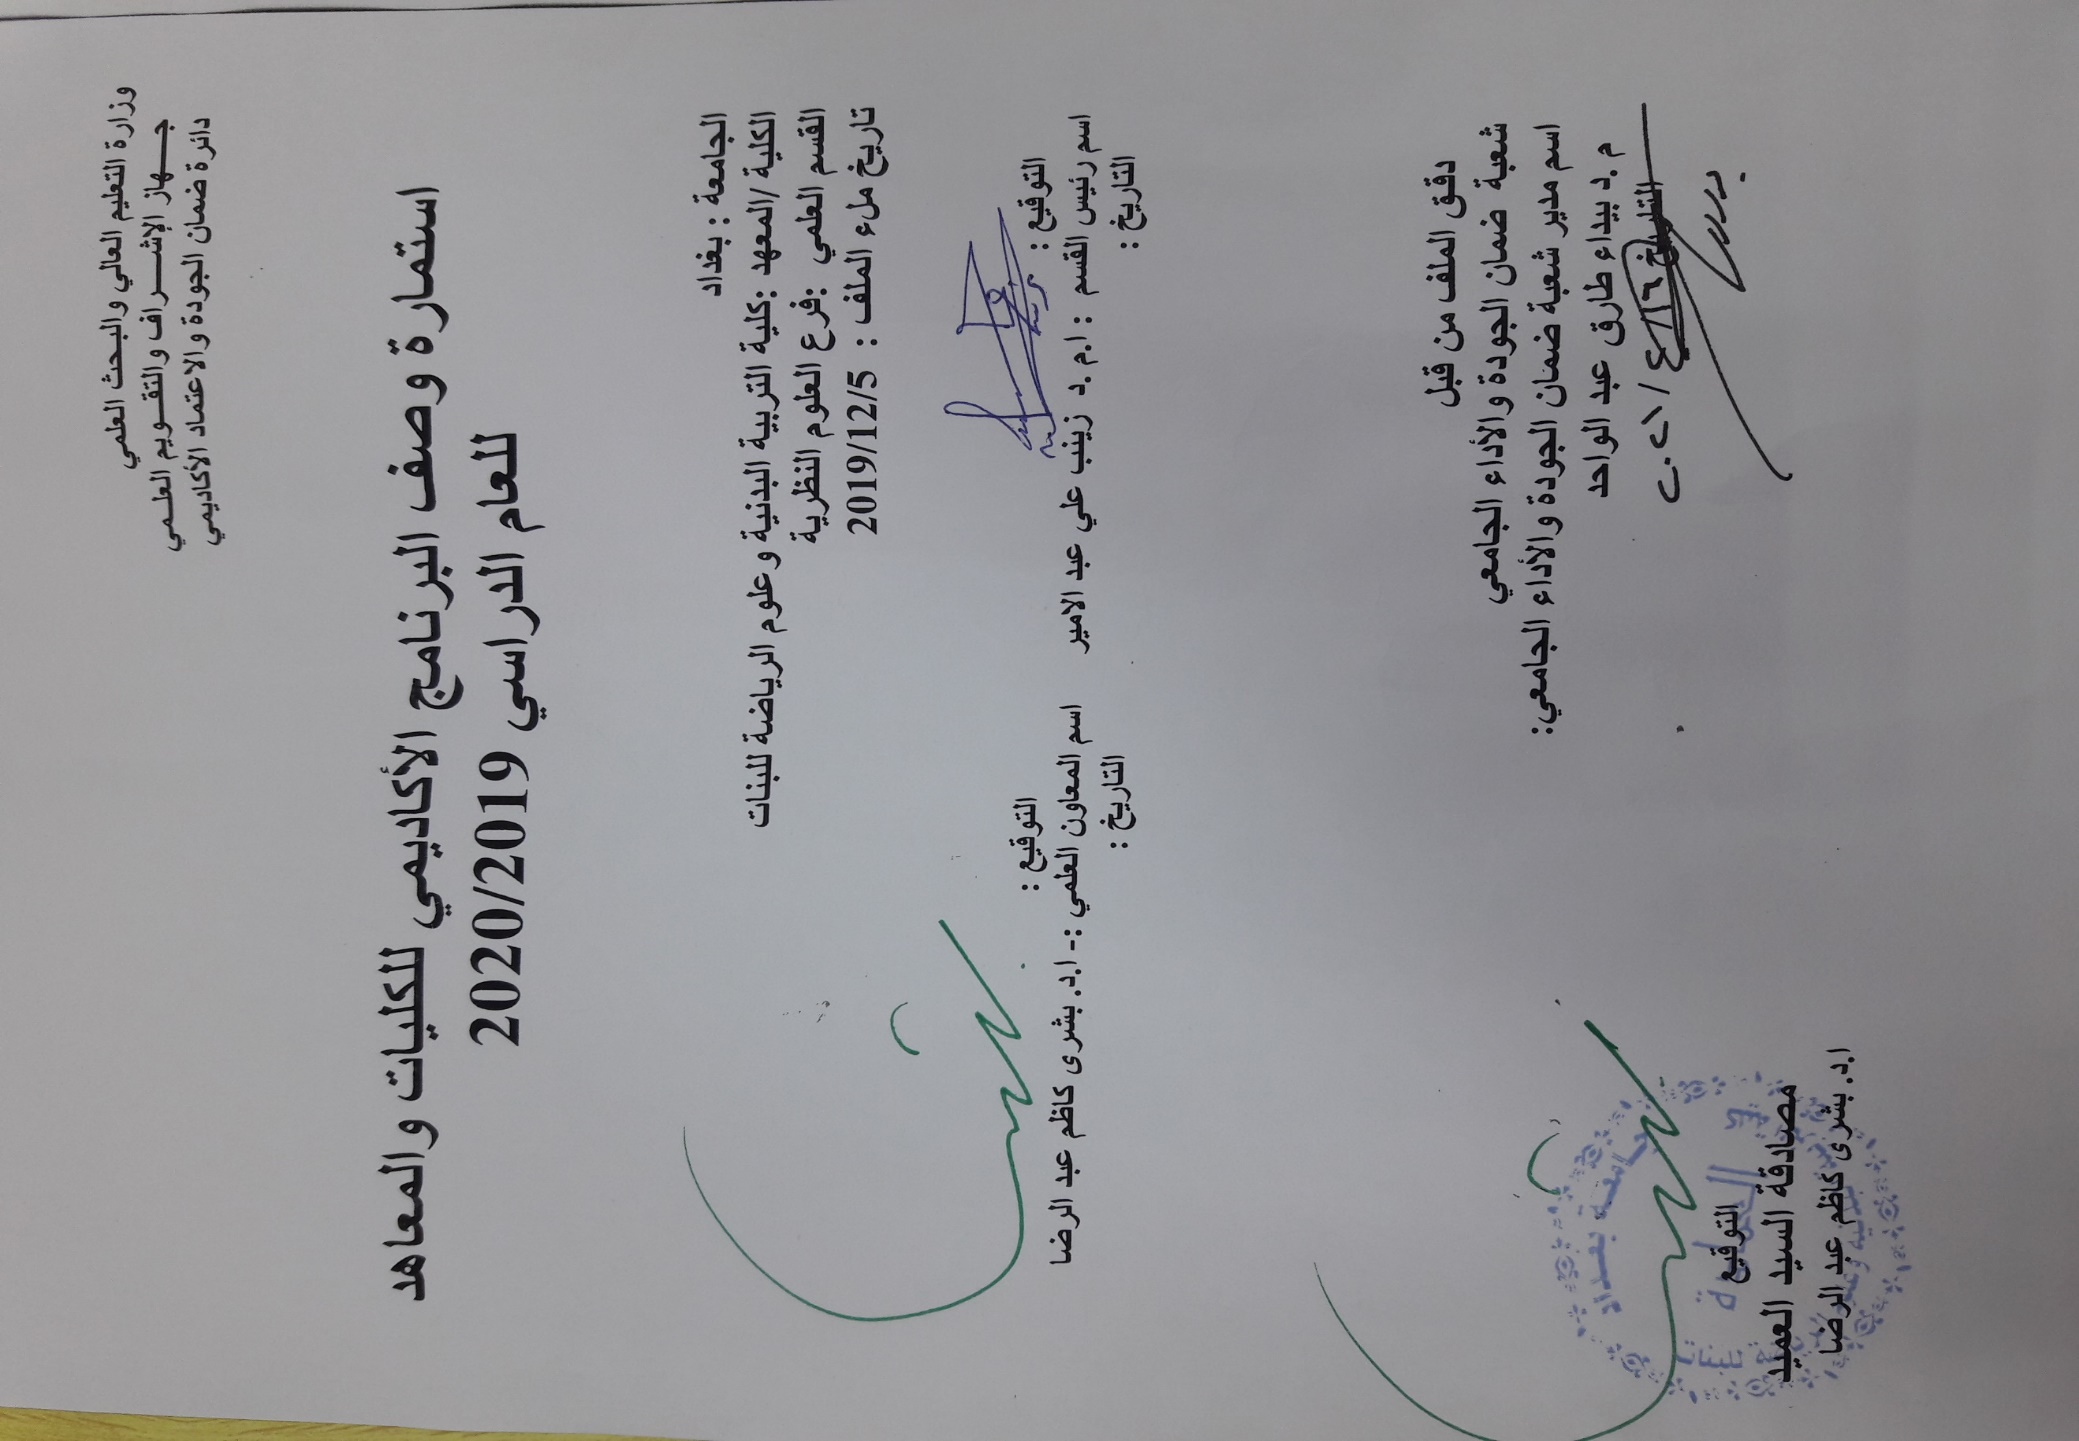 وزارة التعليم العالي والبحث العلمي
جهاز الإشراف والتقويم العلمي
دائرة ضمان الجودة والاعتماد الأكاديمي
استمارة وصف البرنامج الأكاديمي للكليات والمعاهد
للعام الدراسي 2020/2019
الجامعة : بغداد
الكلية /المعهد :كلية التربية البدنية وعلوم الرياضة للبنات
القسم العلمي :فرع العلوم النظرية
تاريخ ملء الملف : 2019/12/5
التوقيع :
اسم رئيس القسم : ا.م .د زينب علي عبد الامير
التاريخ :
التوقيع :
اسم المعاون العلمي :- ا.د. بشرى كاظم عبد الرضا
التاريخ :
دقق الملف من قبل
شعبة ضمان الجودة والأداء الجامعي
اسم مدير شعبة ضمان الجودة والأداء الجامعي:
م .د بيداء طارق عبد الواحد
التاريخ
التوقيع
مصادقة السيد العميد
ا.د. بشرى كاظم عبد الرضا
جامعة بغداد